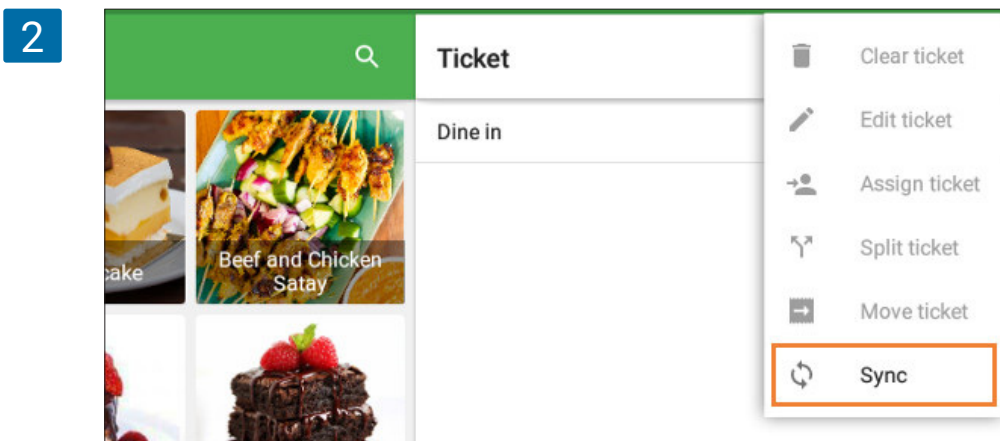 2
Ticket
Dine in
cake
Beef and Chicken
Satay
Clear ticket
Edit ticket
Assign ticket
Split ticket
Move ticket
Sync